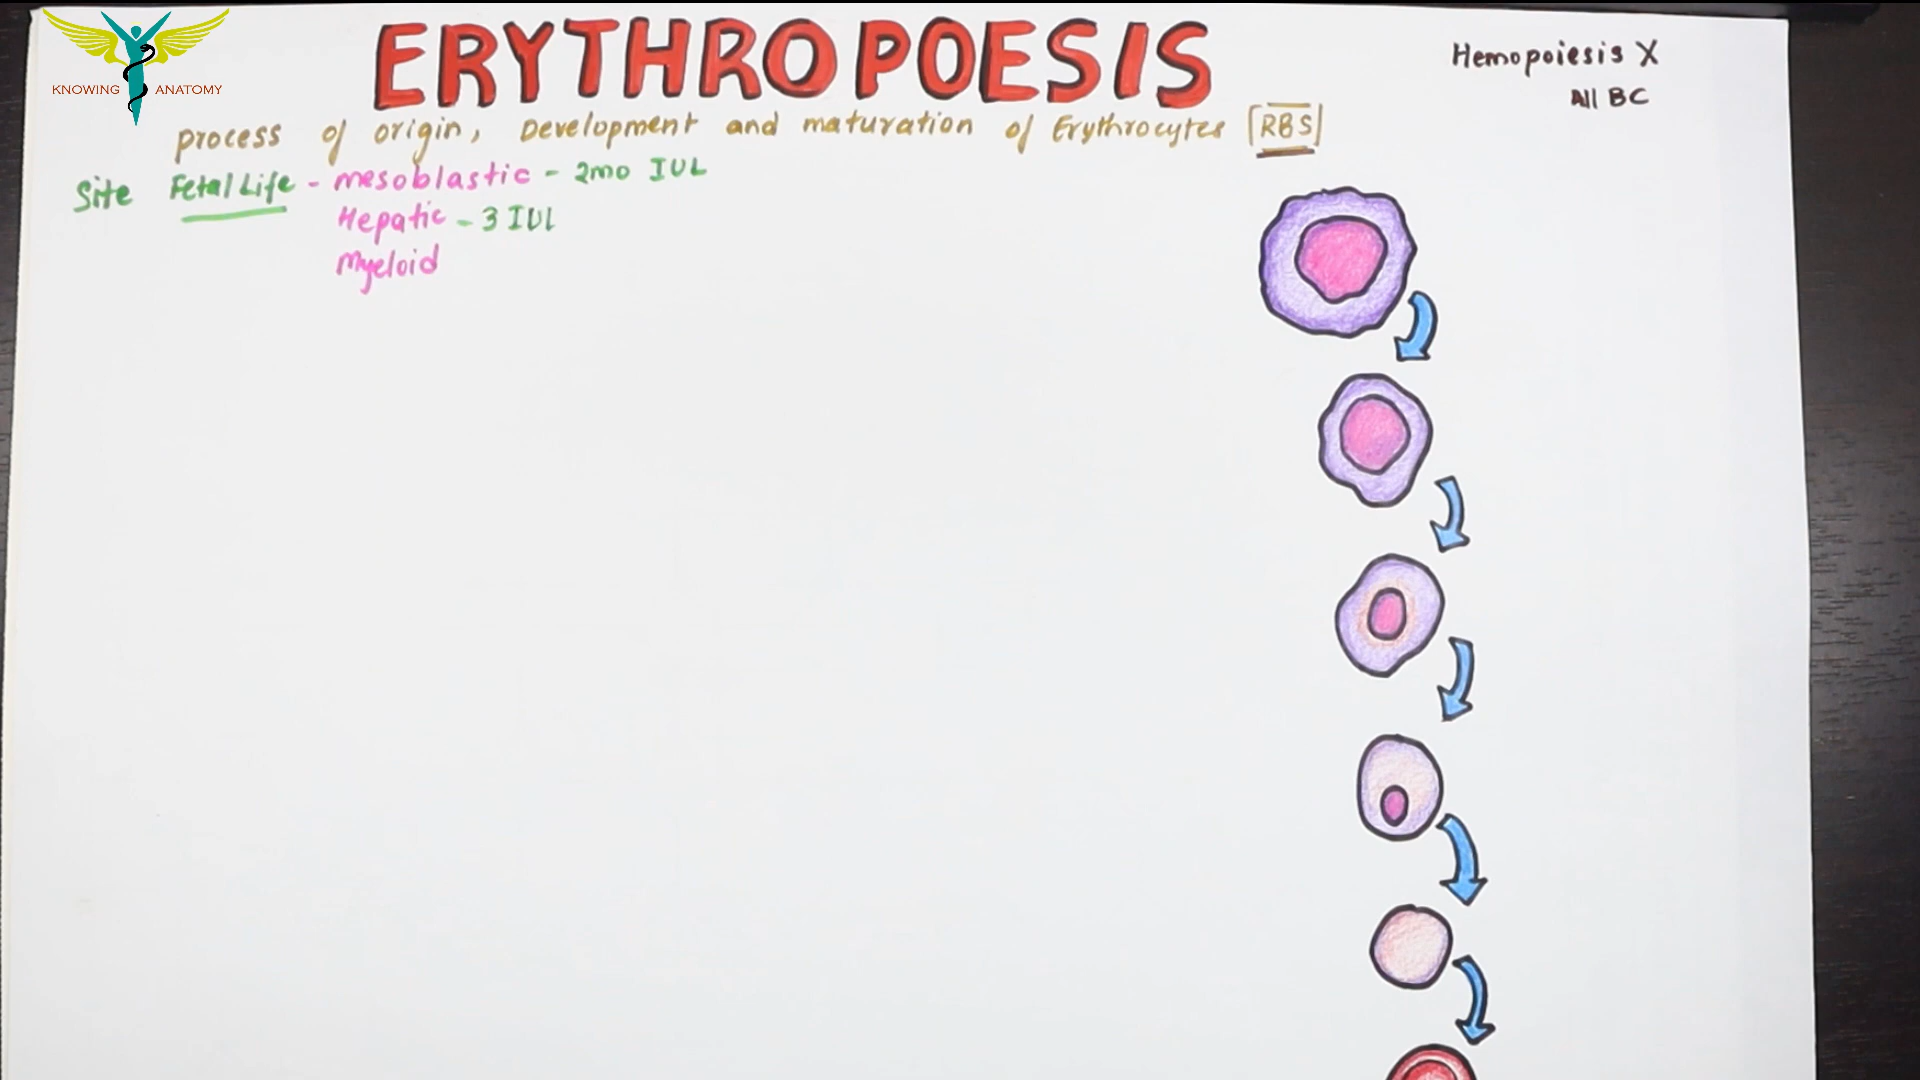 KNOWING ANATOMY
ERYTHROPOESIS
Hemopoiesis X
All BC
process of origin, Development and maturation of Erythrocytes [RBS]
Site Fetal Life - mesoblastic - 2mo IUL
Hepatic - 3 IUL
Myeloid